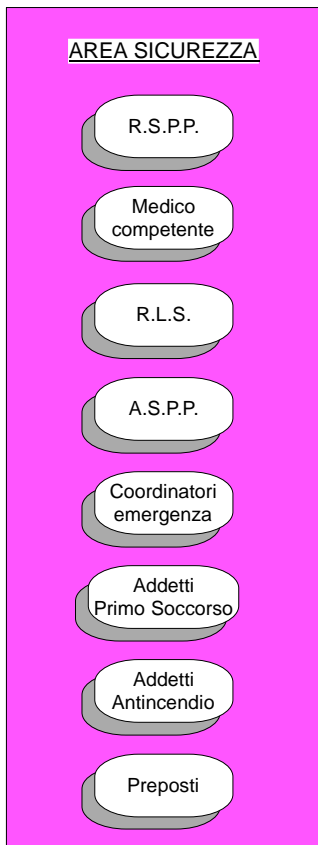 AREA SICUREZZA
R.S.P.P.
Medico
competente
R.L.S.
A.S.P.P.
Coordinatori
emergenza
Addetti
Primo Soccorso
Addetti
Antincendio
Preposti